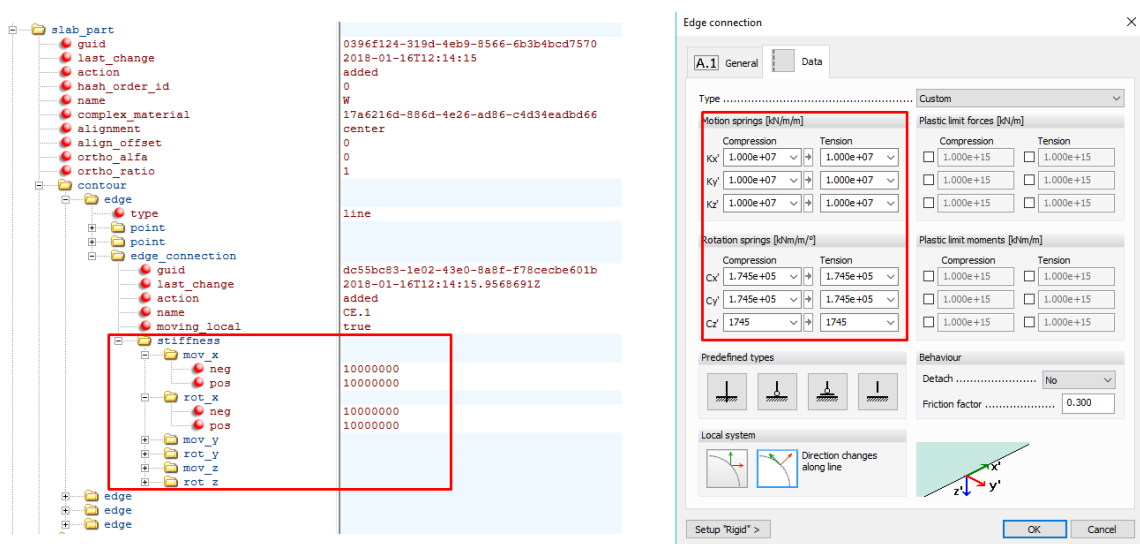 slab_part
guid 0396f124-319d-4eb9-8566-6b3b4bcd7570
last_change 2018-01-16T12:14:15
action added
hash_order_id 0
name W
complex_material 17a6216d-886d-4e26-ad86-c4d34eadbd66
alignment center
align_offset 0
ortho_alfa 0
ortho_ratio 1
contour
edge
type line
point
point
edge_connection
guid dc55bc83-1e02-43e0-8a8f-f78cecbe601b
last_change 2018-01-16T12:14:15.9568691Z
action added
name CE.1
moving_local true
stiffness
mov_x
neg 10000000
pos 10000000
rot_x
neg 10000000
pos 10000000
mov_y
rot_y
mov_z
rot_z
edge
edge
edge
Edge connection
A.1 General Data
Type Custom
Motion springs [kN/m/m] Plastic limit forces [kN/m]
Compression Tension Compression Tension
Kx' 1.000e+07 1.000e+07 1.000e+15 1.000e+15
Ky' 1.000e+07 1.000e+07 1.000e+15 1.000e+15
Kz' 1.000e+07 1.000e+07 1.000e+15 1.000e+15
Rotation springs [kNm/m/°] Plastic limit moments [kNm/m]
Compression Tension Compression Tension
Cx' 1.745e+05 1.745e+05 1.000e+15 1.000e+15
Cy' 1.745e+05 1.745e+05 1.000e+15 1.000e+15
Cz' 1745 1745 1.000e+15 1.000e+15
Predefined types Behaviour
Detach No
Friction factor 0.300
Local system
Direction changes
along line
x'
y'
z'
Setup "Rigid" > OK Cancel